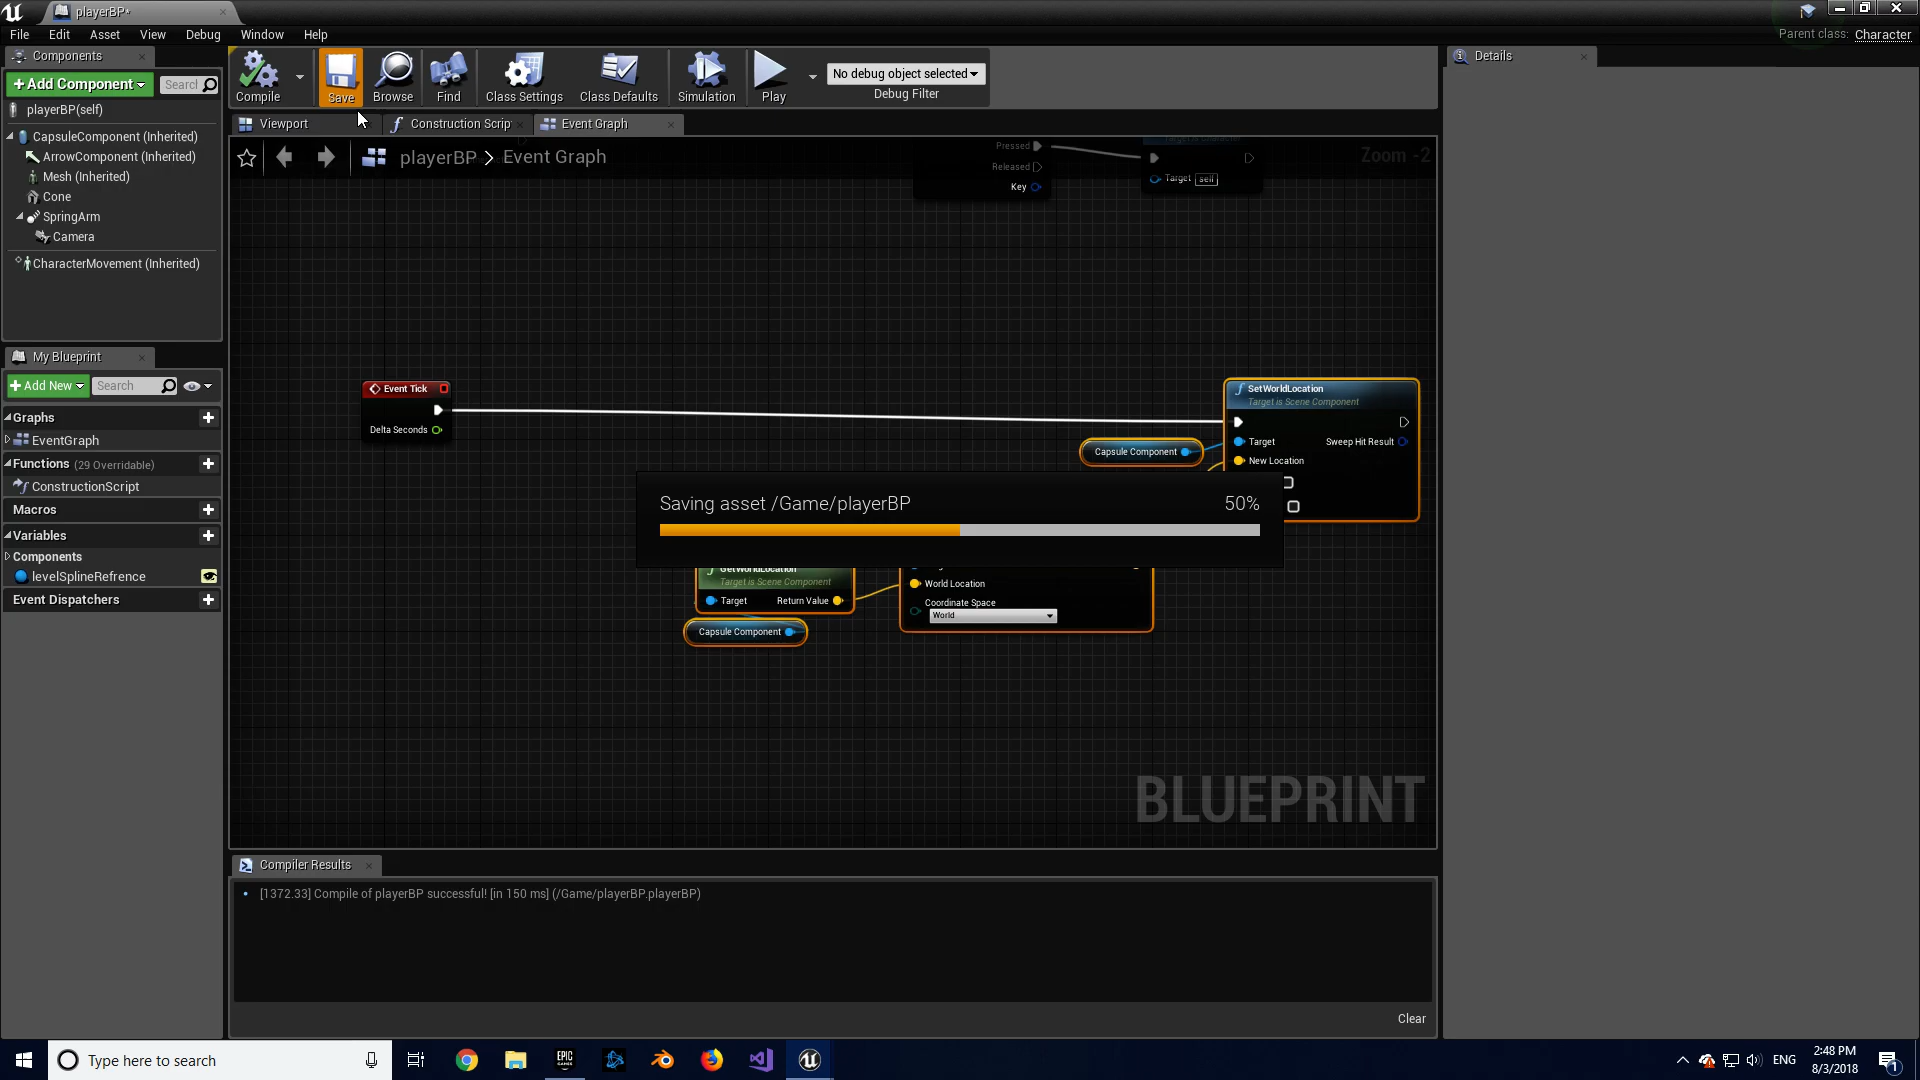 playerBP*
File Edit Asset View Debug Window Help
Parent class: Character
Components
+Add Component
Search
playerBP(self)
CapsuleComponent (Inherited)
ArrowComponent (Inherited)
Mesh (Inherited)
Cone
SpringArm
Camera
CharacterMovement (Inherited)
My Blueprint
+Add New
Search
Graphs
EventGraph
Functions (29 Overridable)
ConstructionScript
Macros
Variables
Components
levelSplineRefrence
Event Dispatchers
Compile Save Browse Find Class Settings Class Defaults Simulation Play
No debug object selected
Debug Filter
Viewport
Construction Scrip
Event Graph
playerBP > Event Graph
Zoom -2
Pressed
Released
Key
Target is Character
Target self
Event Tick
Delta Seconds
SetWorldLocation
Target is Scene Component
Target Sweep Hit Result
New Location
Capsule Component
Saving asset /Game/playerBP 50%
GetWorldLocation
Target is Scene Component
Target Return Value
Capsule Component
World Location
Coordinate Space
World
BLUEPRINT
Compiler Results
[1372.33] Compile of playerBP successful! [in 150 ms] (/Game/playerBP.playerBP)
Clear
Details
Type here to search
EPIC
GAMES
ENG
2:48 PM
8/3/2018
1